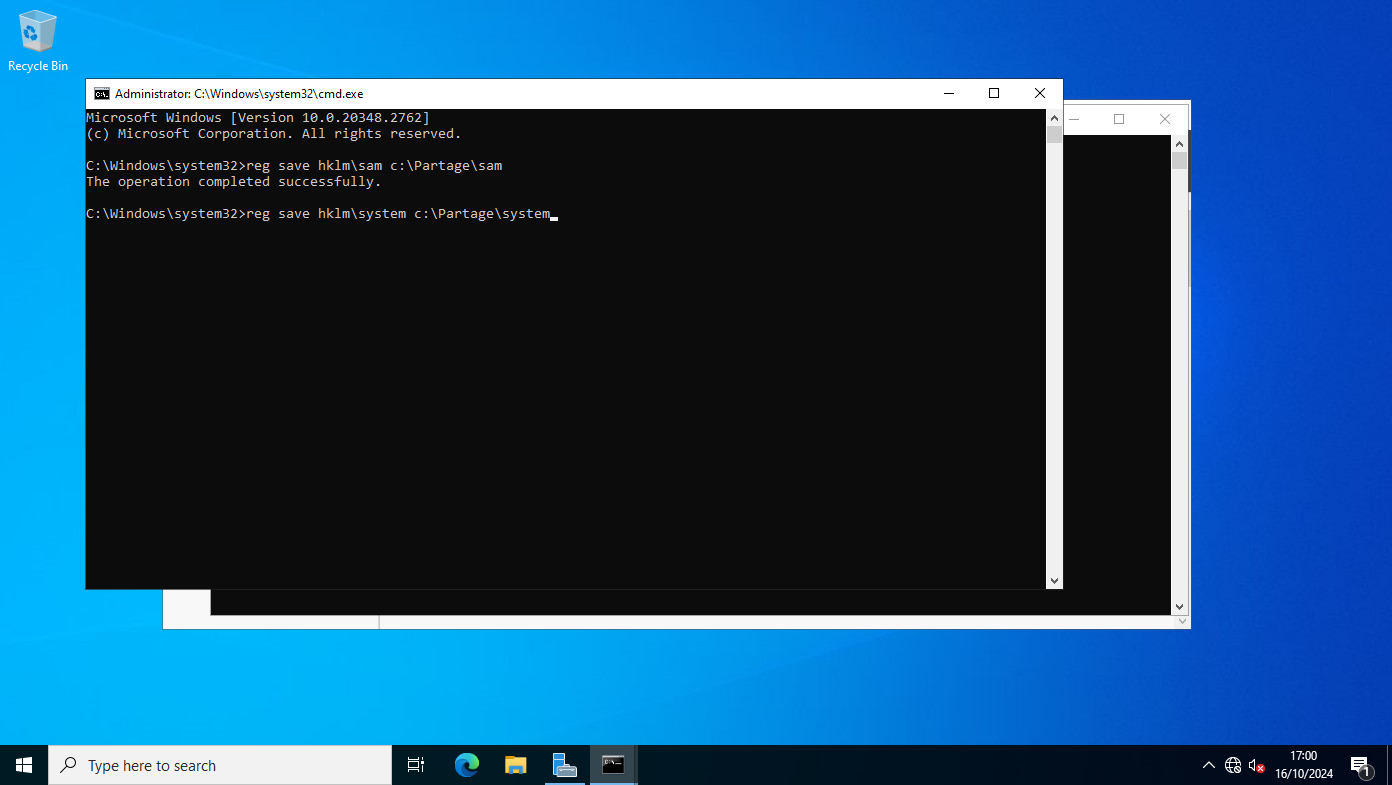 Recycle Bin
Administrator: C:\Windows\system32\cmd.exe
Microsoft Windows [Version 10.0.20348.2762]
(c) Microsoft Corporation. All rights reserved.
C:\Windows\system32>reg save hklm\sam c:\Partage\sam
The operation completed successfully.
C:\Windows\system32>reg save hklm\system c:\Partage\system
Type here to search
17:00
16/10/2024
1